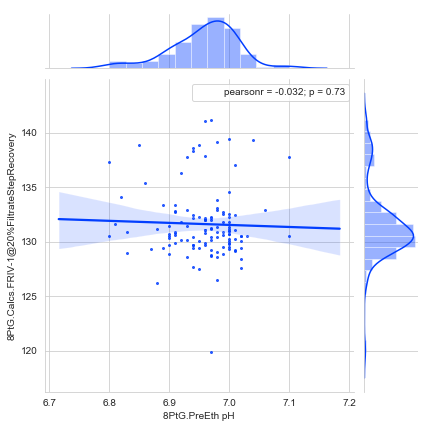 pearsonr = -0.032; p = 0.73
8PtG.Calcs.FRIV-1@20%FiltrateStepRecovery
140
135
130
125
120
6.7 6.8 6.9 7.0 7.1 7.2
8PtG.PreEth pH